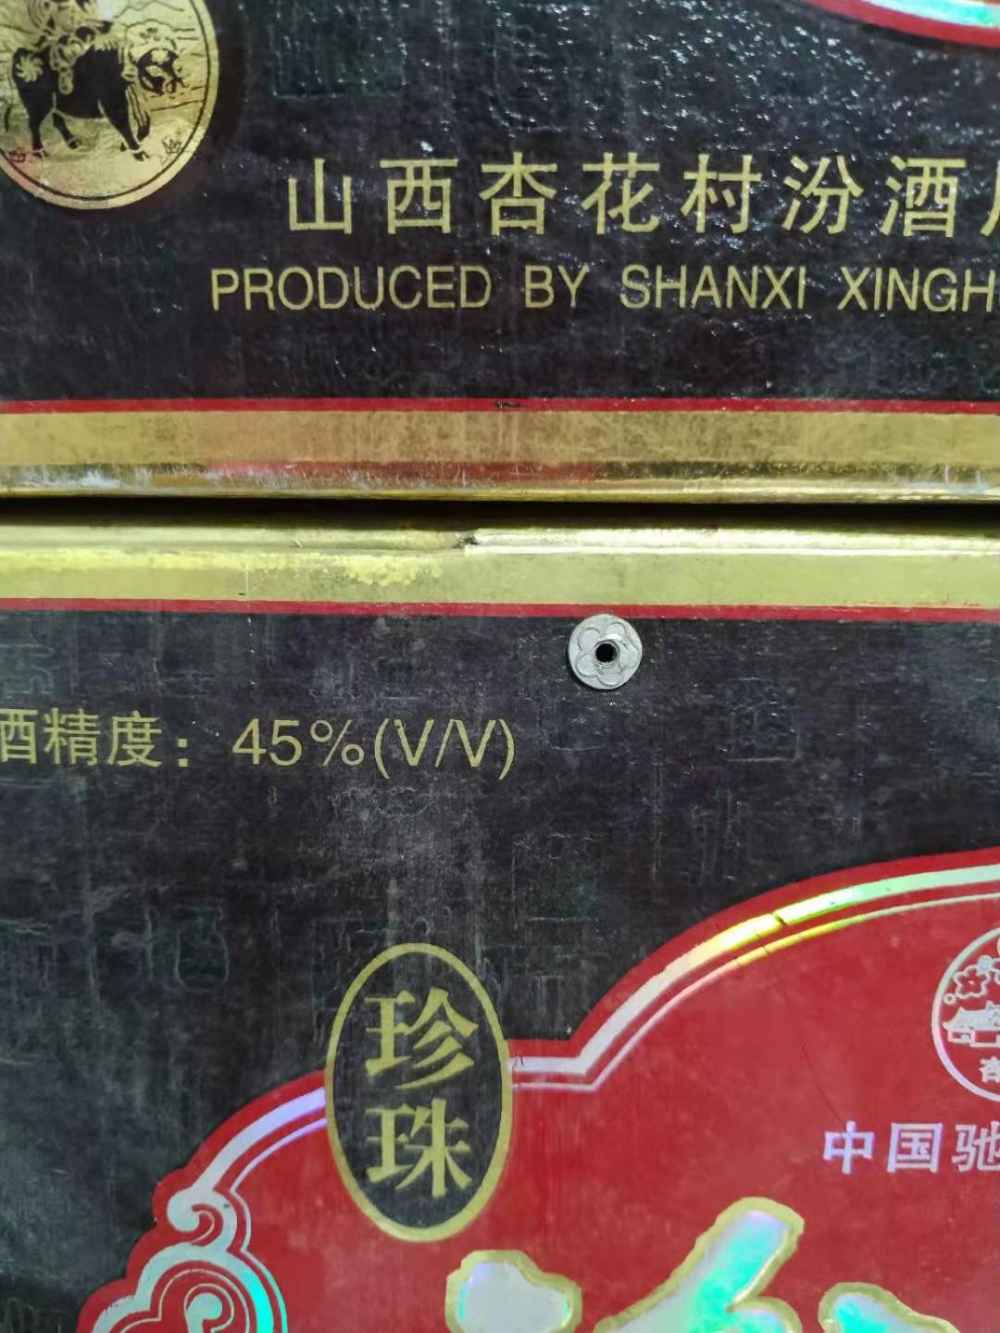 山西杏花村汾酒
PRODUCED BY SHANXI XINGH
酒精度：45%(V/V)
珍
珠
中国驰